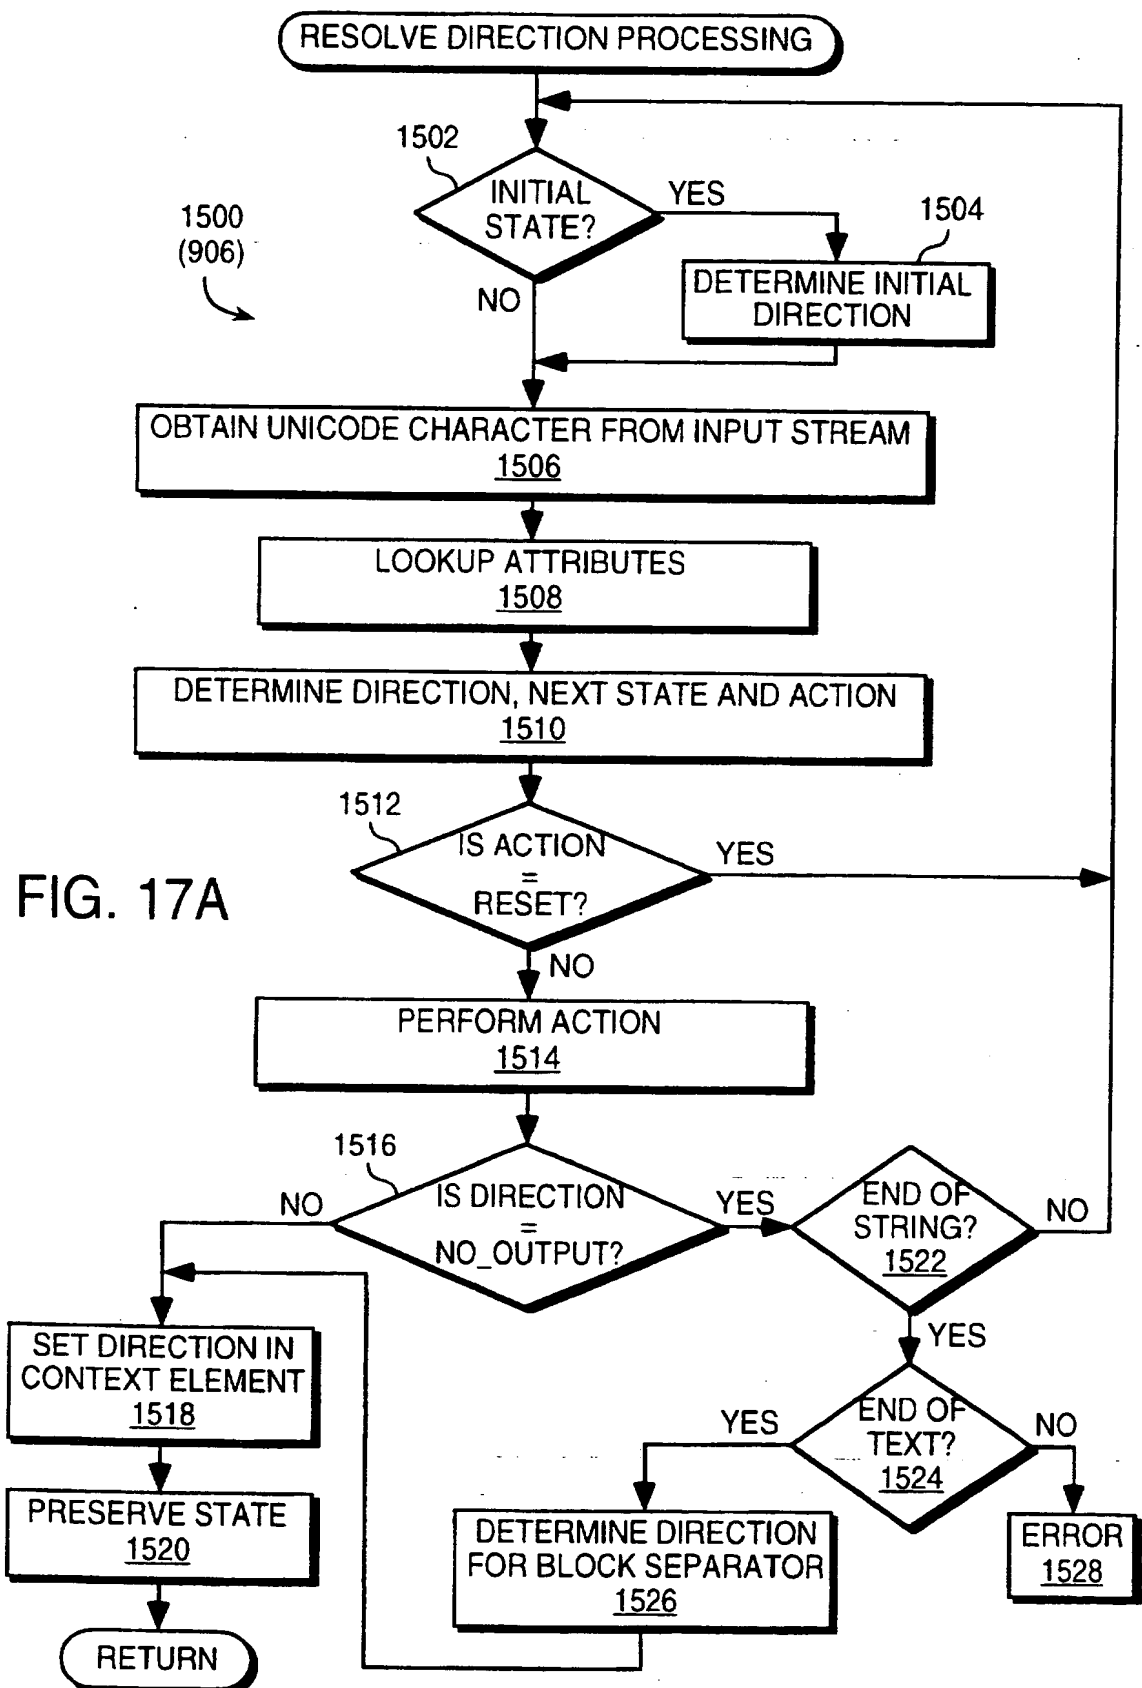 RESOLVE DIRECTION PROCESSING
1502
INITIAL
STATE?
YES
NO
1500
(906)
1504
DETERMINE INITIAL
DIRECTION
OBTAIN UNICODE CHARACTER FROM INPUT STREAM
1506
LOOKUP ATTRIBUTES
1508
DETERMINE DIRECTION, NEXT STATE AND ACTION
1510
1512
IS ACTION
=
RESET?
YES
NO
FIG. 17A
PERFORM ACTION
1514
1516
IS DIRECTION
=
NO_OUTPUT?
NO
YES
END OF
STRING?
1522
NO
YES
SET DIRECTION IN
CONTEXT ELEMENT
1518
END OF
TEXT?
1524
YES
NO
PRESERVE STATE
1520
DETERMINE DIRECTION
FOR BLOCK SEPARATOR
1526
ERROR
1528
RETURN